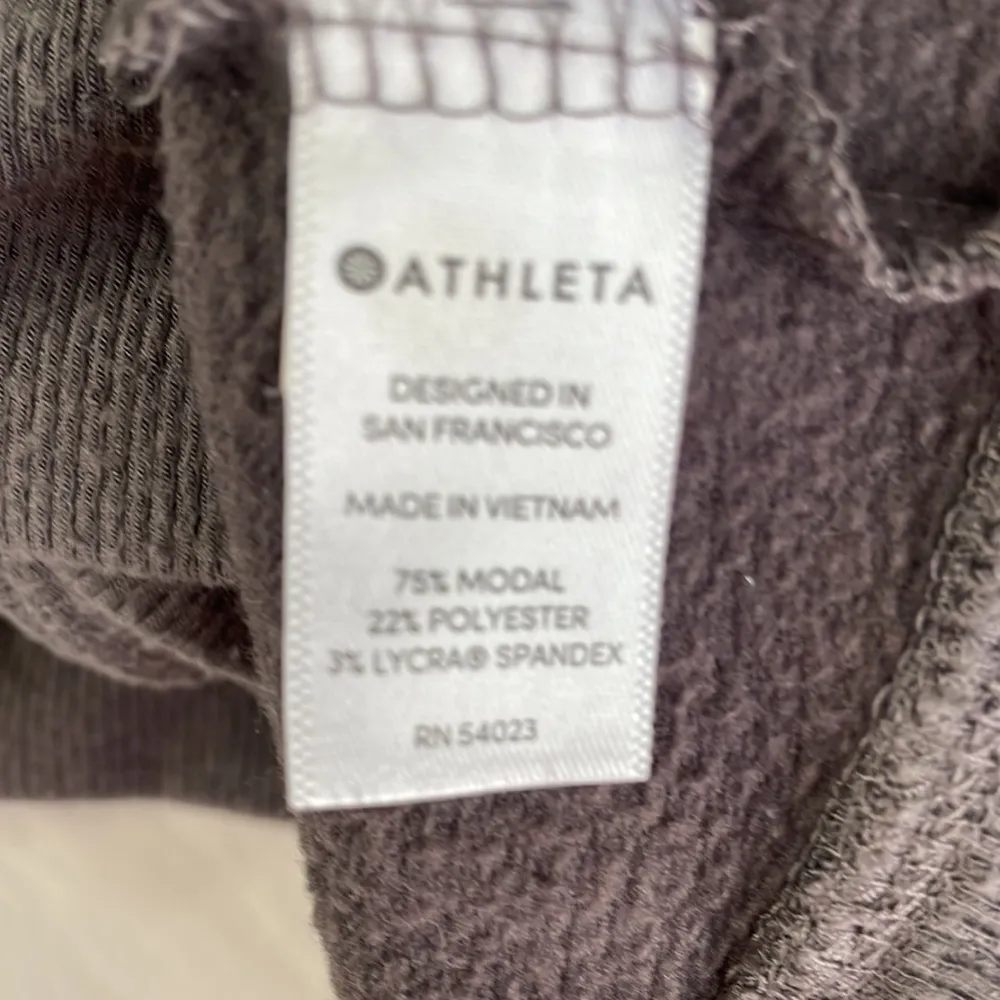 ATHLETA
DESIGNED IN
SAN FRANCISCO
MADE IN VIETNAM
75% MODAL
22% POLYESTER
3% LYCRA® SPANDEX
RN 54023